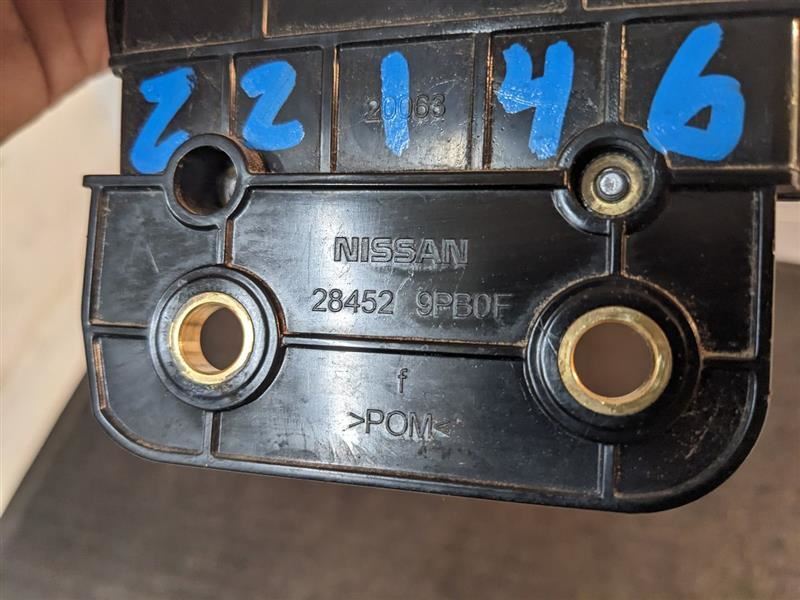 22146
20063
NISSAN
28452 9PB0F
f
>POM<